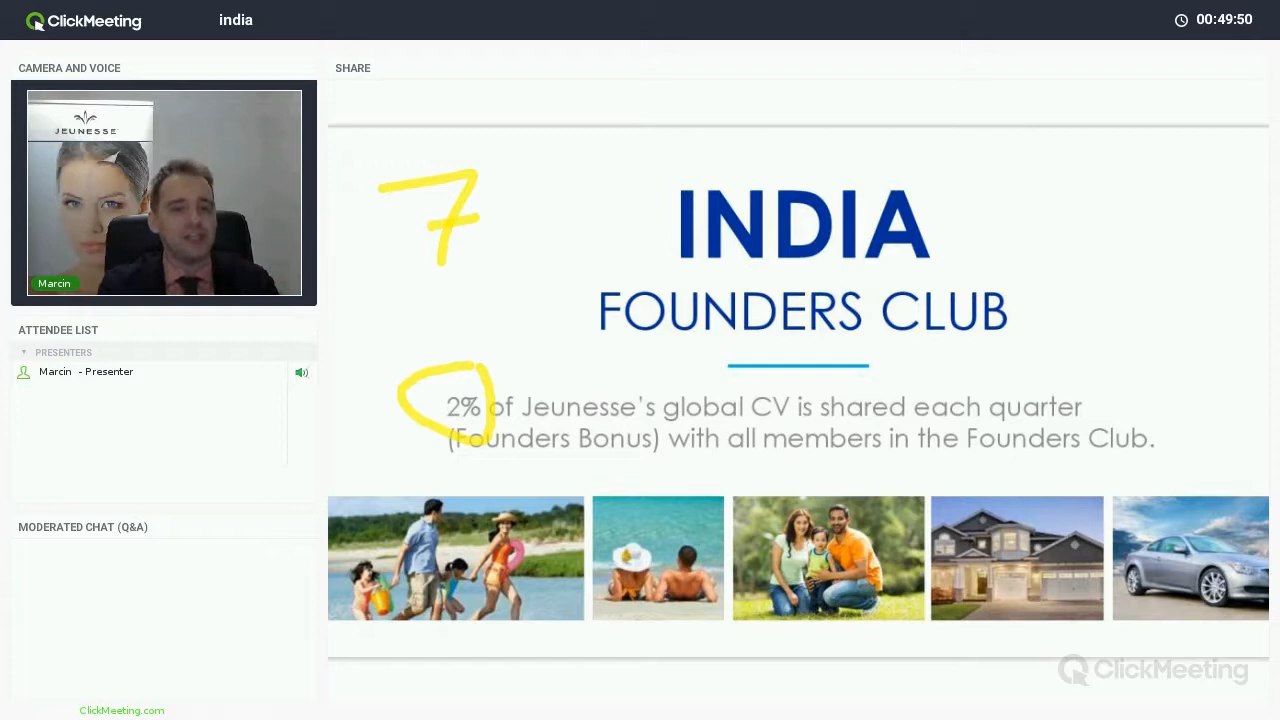 ClickMeeting
india
00:49:50
CAMERA AND VOICE
SHARE
JEUNESSE
Marcin
7
INDIA
FOUNDERS CLUB
2% of Jeunesse's global CV is shared each quarter
(Founders Bonus) with all members in the Founders Club.
ATTENDEE LIST
PRESENTERS
Marcin - Presenter
MODERATED CHAT (Q&A)
ClickMeeting
ClickMeeting.com